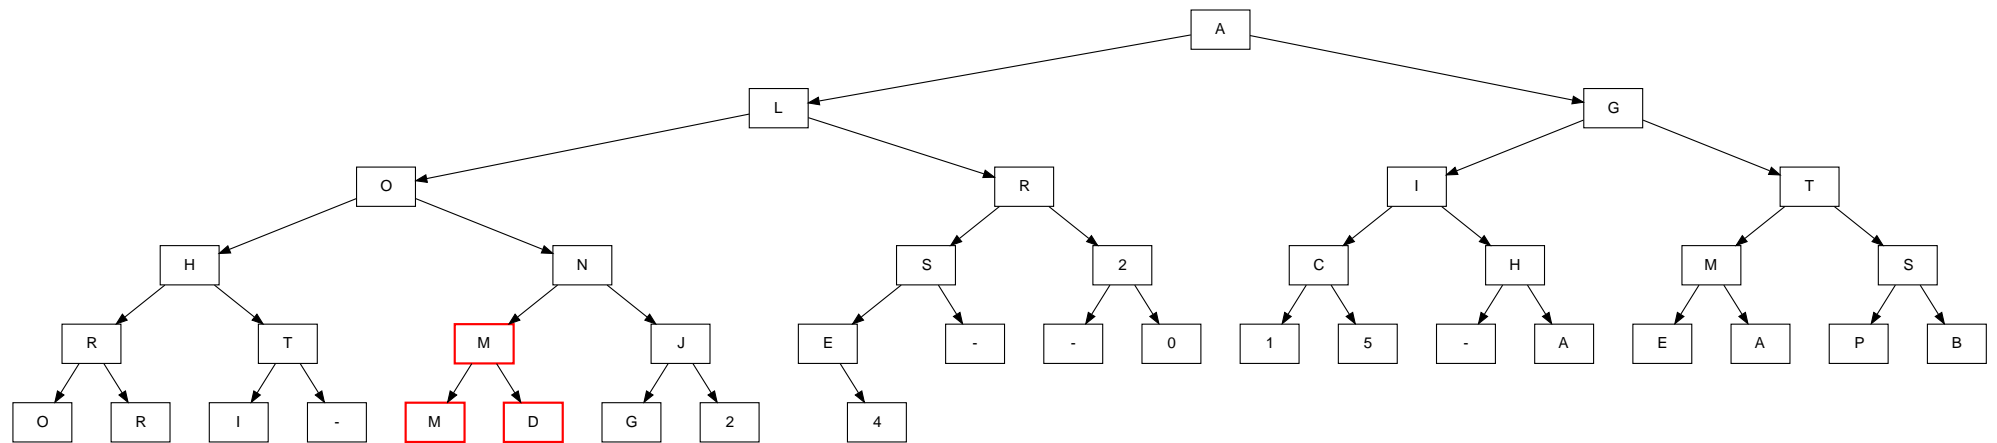 A
L G
O R I T
H N S 2 C H M S
R T M J E - - 0 1 5 - A E A P B
O R I - M D G 2 4